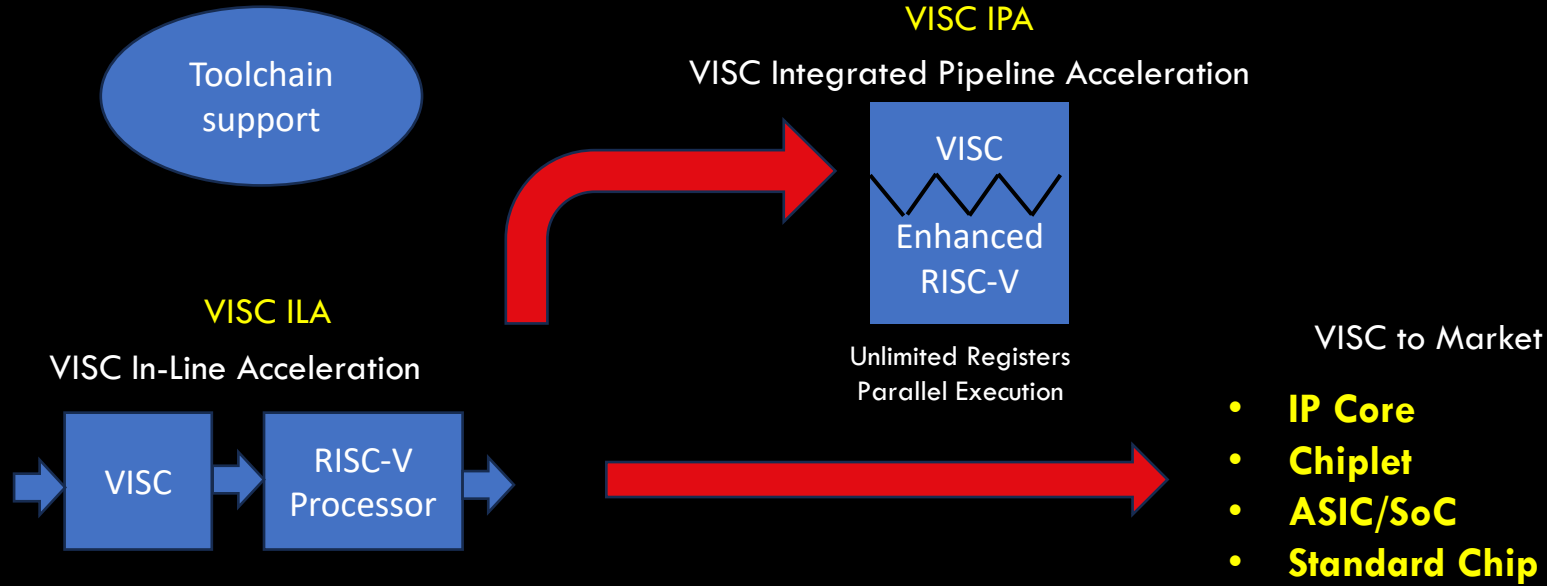 Toolchain
support
VISC IPA
VISC Integrated Pipeline Acceleration
VISC
Enhanced
RISC-V
Unlimited Registers
Parallel Execution
VISC ILA
VISC In-Line Acceleration
VISC
RISC-V
Processor
VISC to Market
• IP Core
• Chiplet
• ASIC/SoC
• Standard Chip